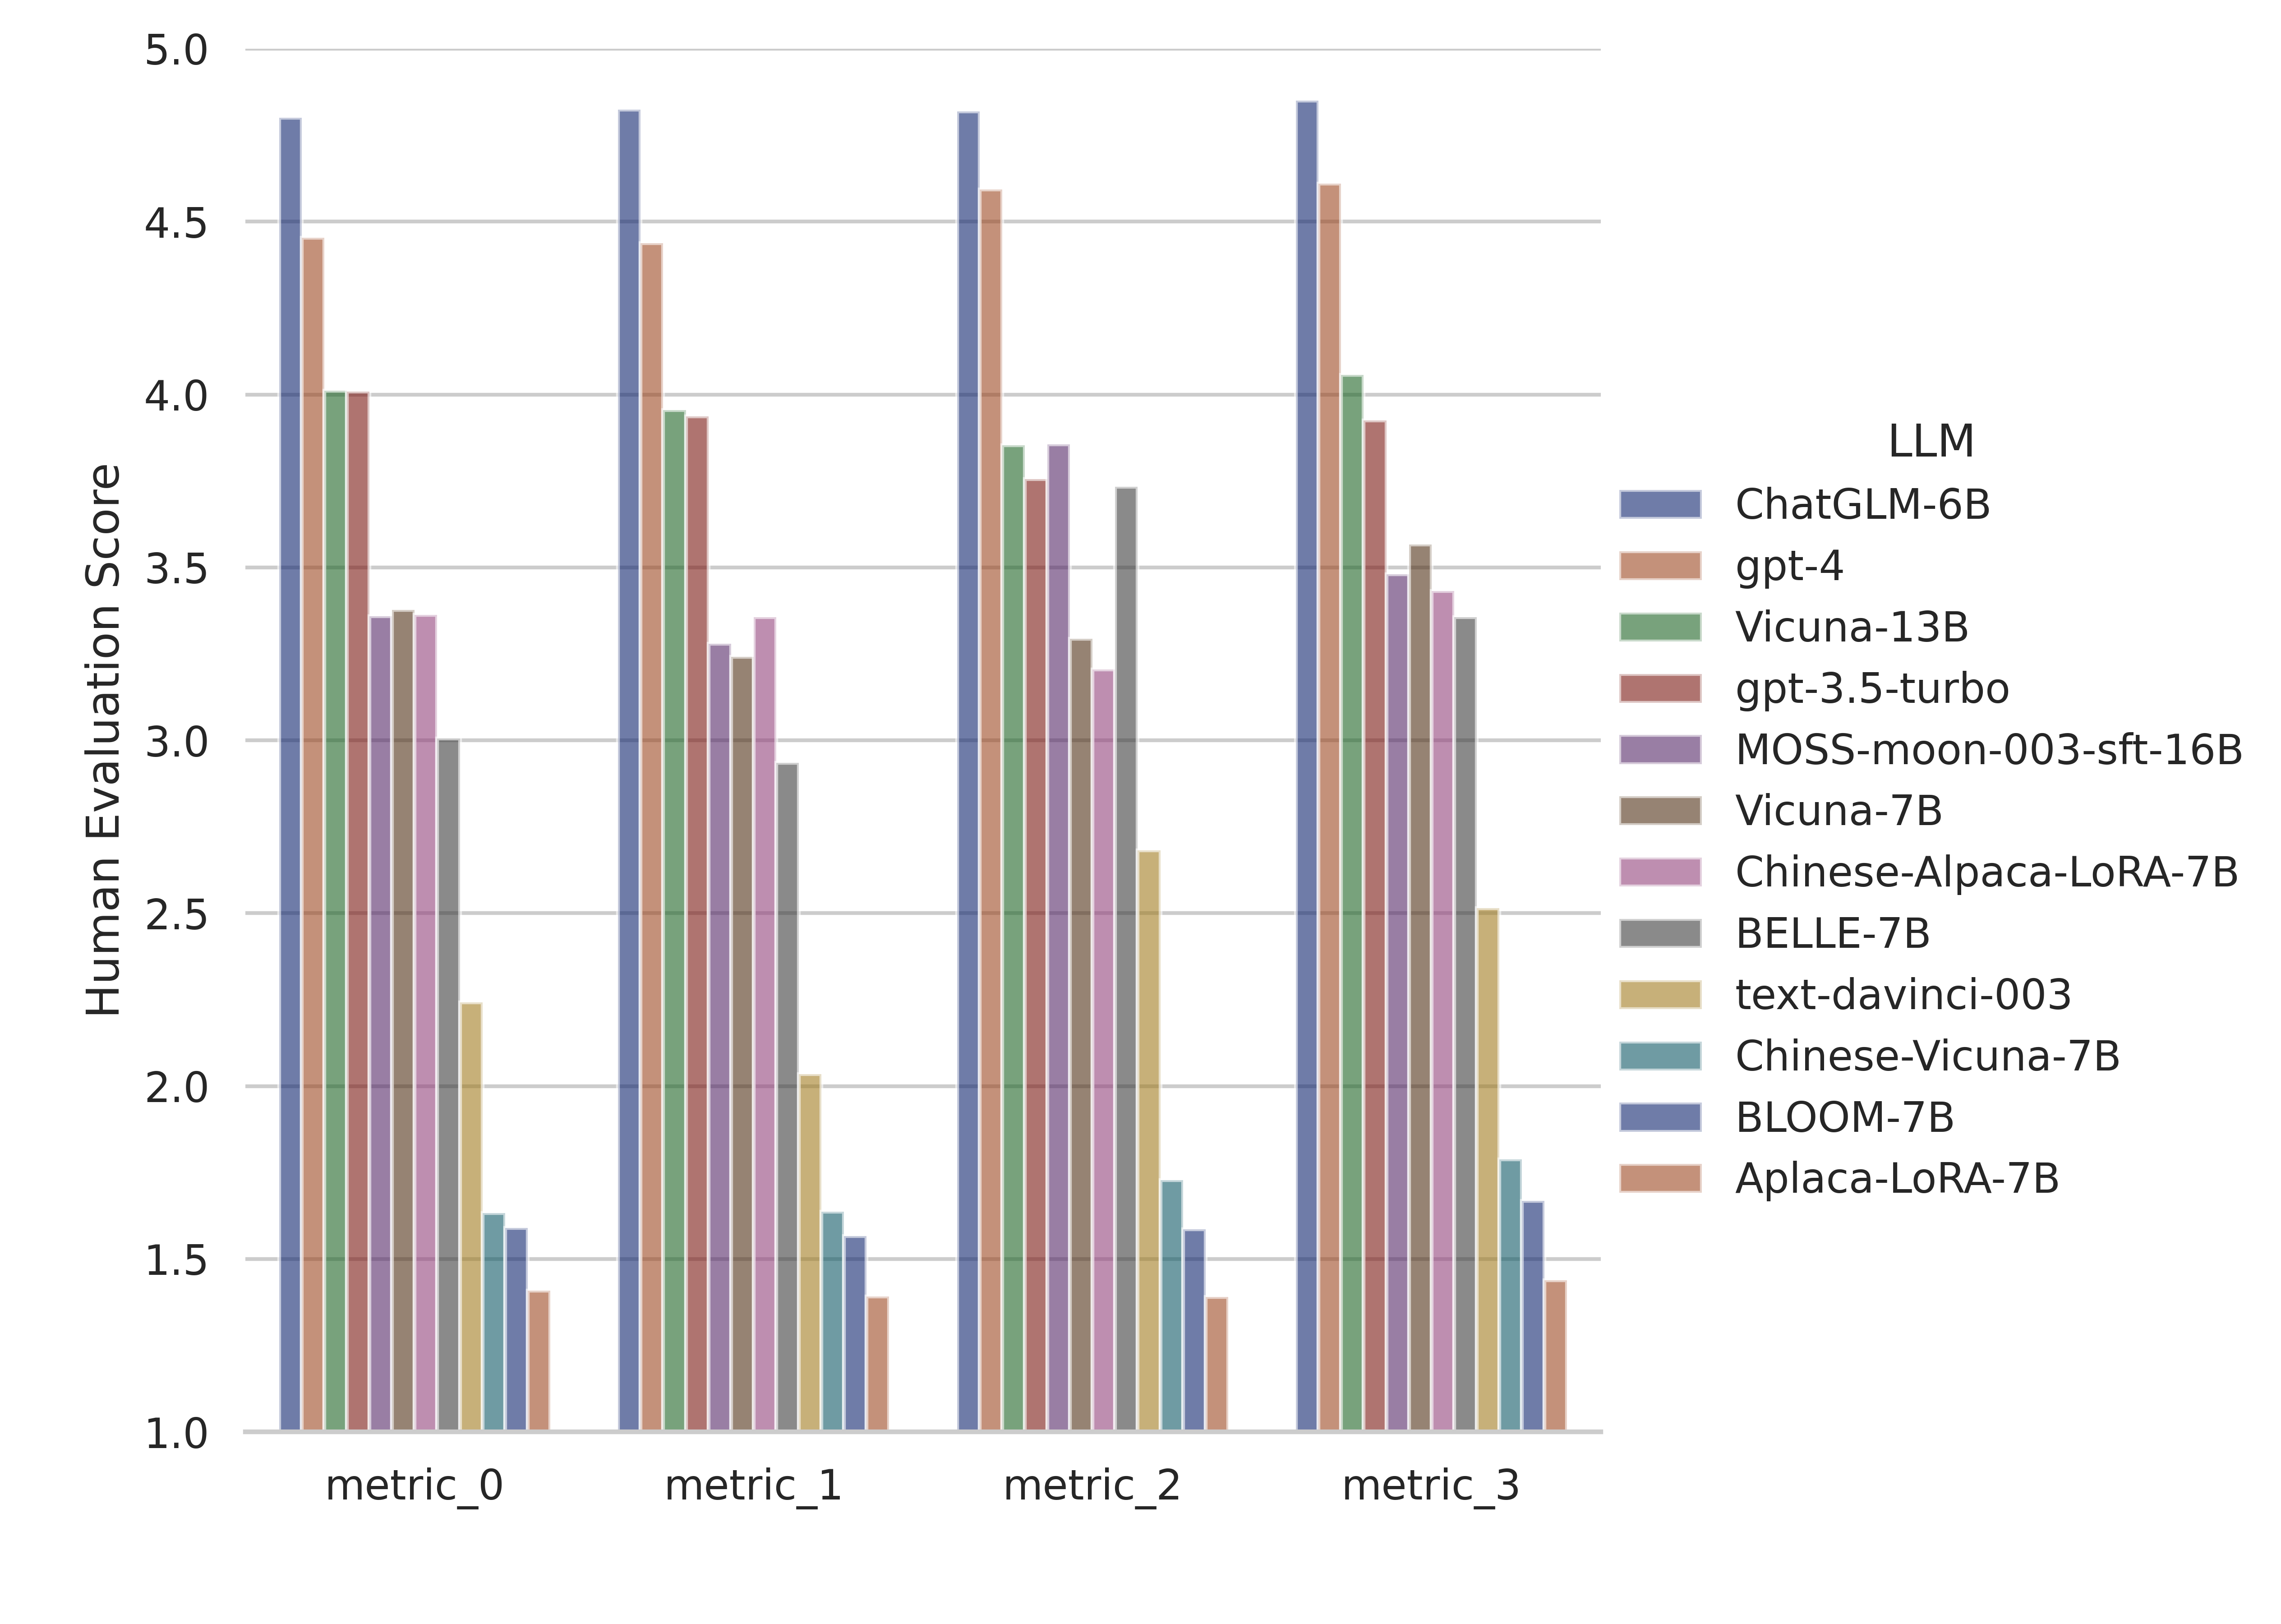 5.0
4.5
4.0
3.5
3.0
2.5
2.0
1.5
1.0
Human Evaluation Score
metric_0
metric_1
metric_2
metric_3
LLM
ChatGLM-6B
gpt-4
Vicuna-13B
gpt-3.5-turbo
MOSS-moon-003-sft-16B
Vicuna-7B
Chinese-Alpaca-LoRA-7B
BELLE-7B
text-davinci-003
Chinese-Vicuna-7B
BLOOM-7B
Aplaca-LoRA-7B